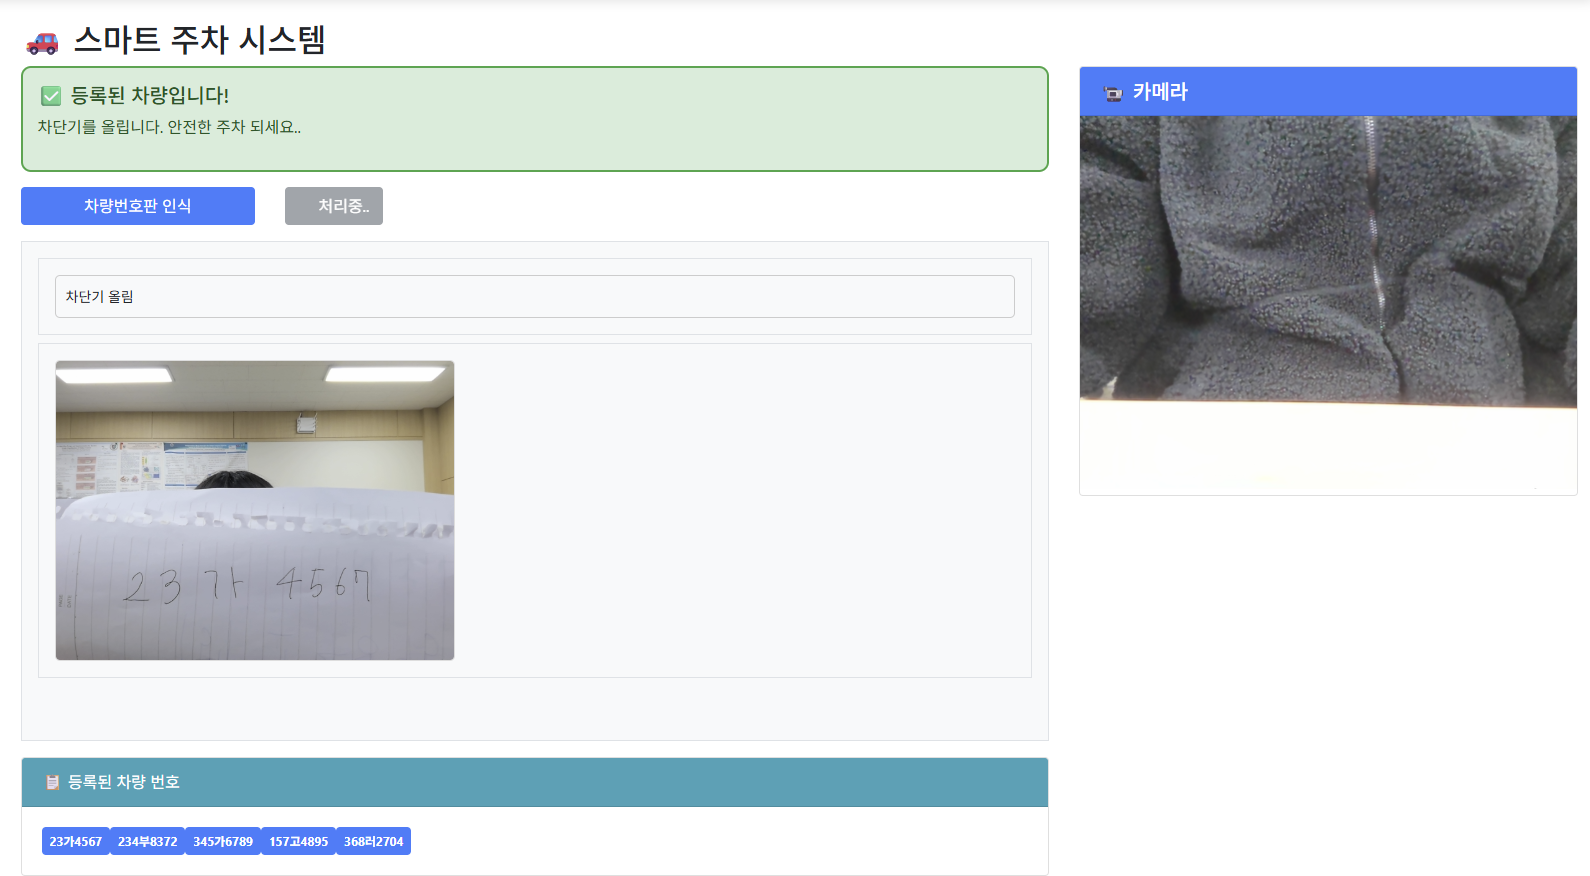 스마트 주차 시스템
등록된 차량입니다!
차단기를 올립니다. 안전한 주차 되세요..
차량번호판 인식
처리중..
차단기 올림
23가 4567
등록된 차량 번호
23가4567
234부8372
345가6789
157고4895
368러2704
카메라